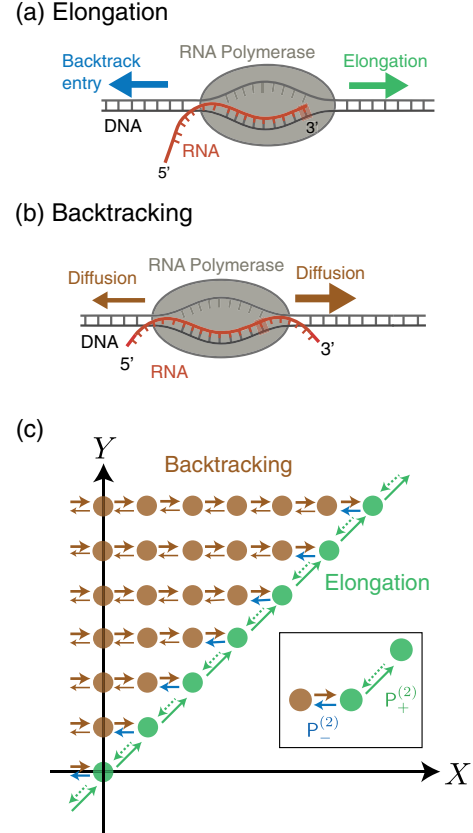 (a) Elongation
RNA Polymerase
Backtrack
entry
Elongation
DNA
3'
RNA
5'
(b) Backtracking
RNA Polymerase
Diffusion
Diffusion
DNA
5'
3'
RNA
(c)
Y
Backtracking
Elongation
P₊⁽²⁾
P₋⁽²⁾
X